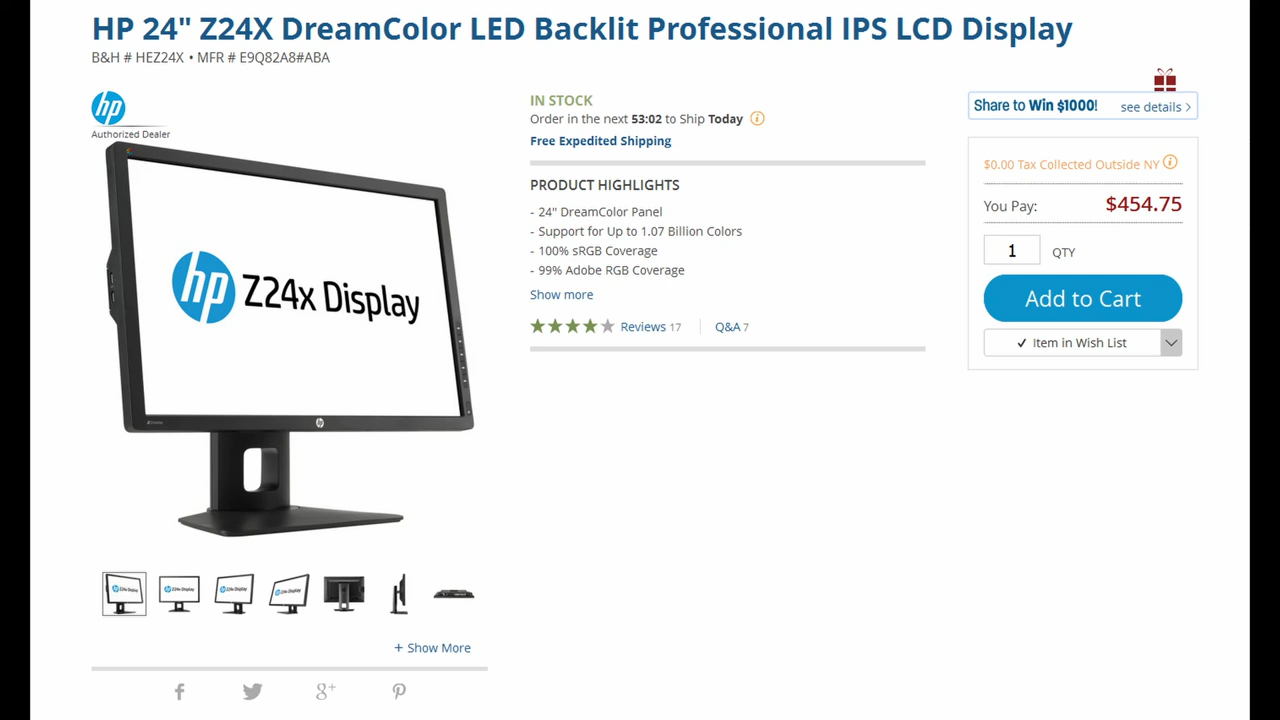 HP 24" Z24X DreamColor LED Backlit Professional IPS LCD Display
B&H # HEZ24X • MFR # E9Q82A8#ABA
hp
Authorized Dealer
hp Z24x Display
IN STOCK
Order in the next 53:02 to Ship Today
Free Expedited Shipping
PRODUCT HIGHLIGHTS
- 24" DreamColor Panel
- Support for Up to 1.07 Billion Colors
- 100% sRGB Coverage
- 99% Adobe RGB Coverage
Show more
Reviews 17
Q&A 7
Share to Win $1000! see details >
$0.00 Tax Collected Outside NY
You Pay: $454.75
1 QTY
Add to Cart
✓ Item in Wish List
+ Show More